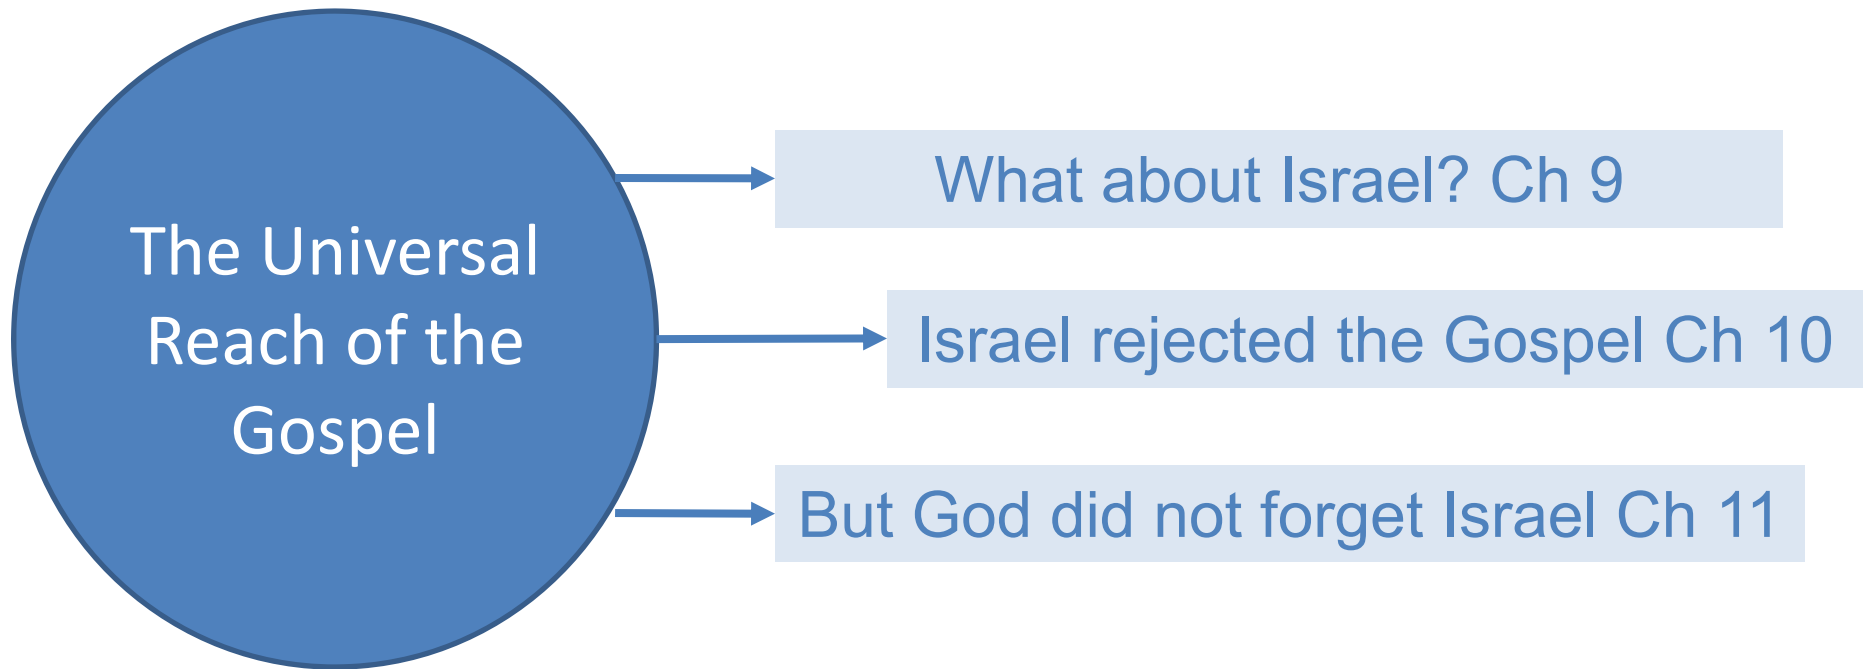 The Universal
Reach of the
Gospel
What about Israel? Ch 9
Israel rejected the Gospel Ch 10
But God did not forget Israel Ch 11